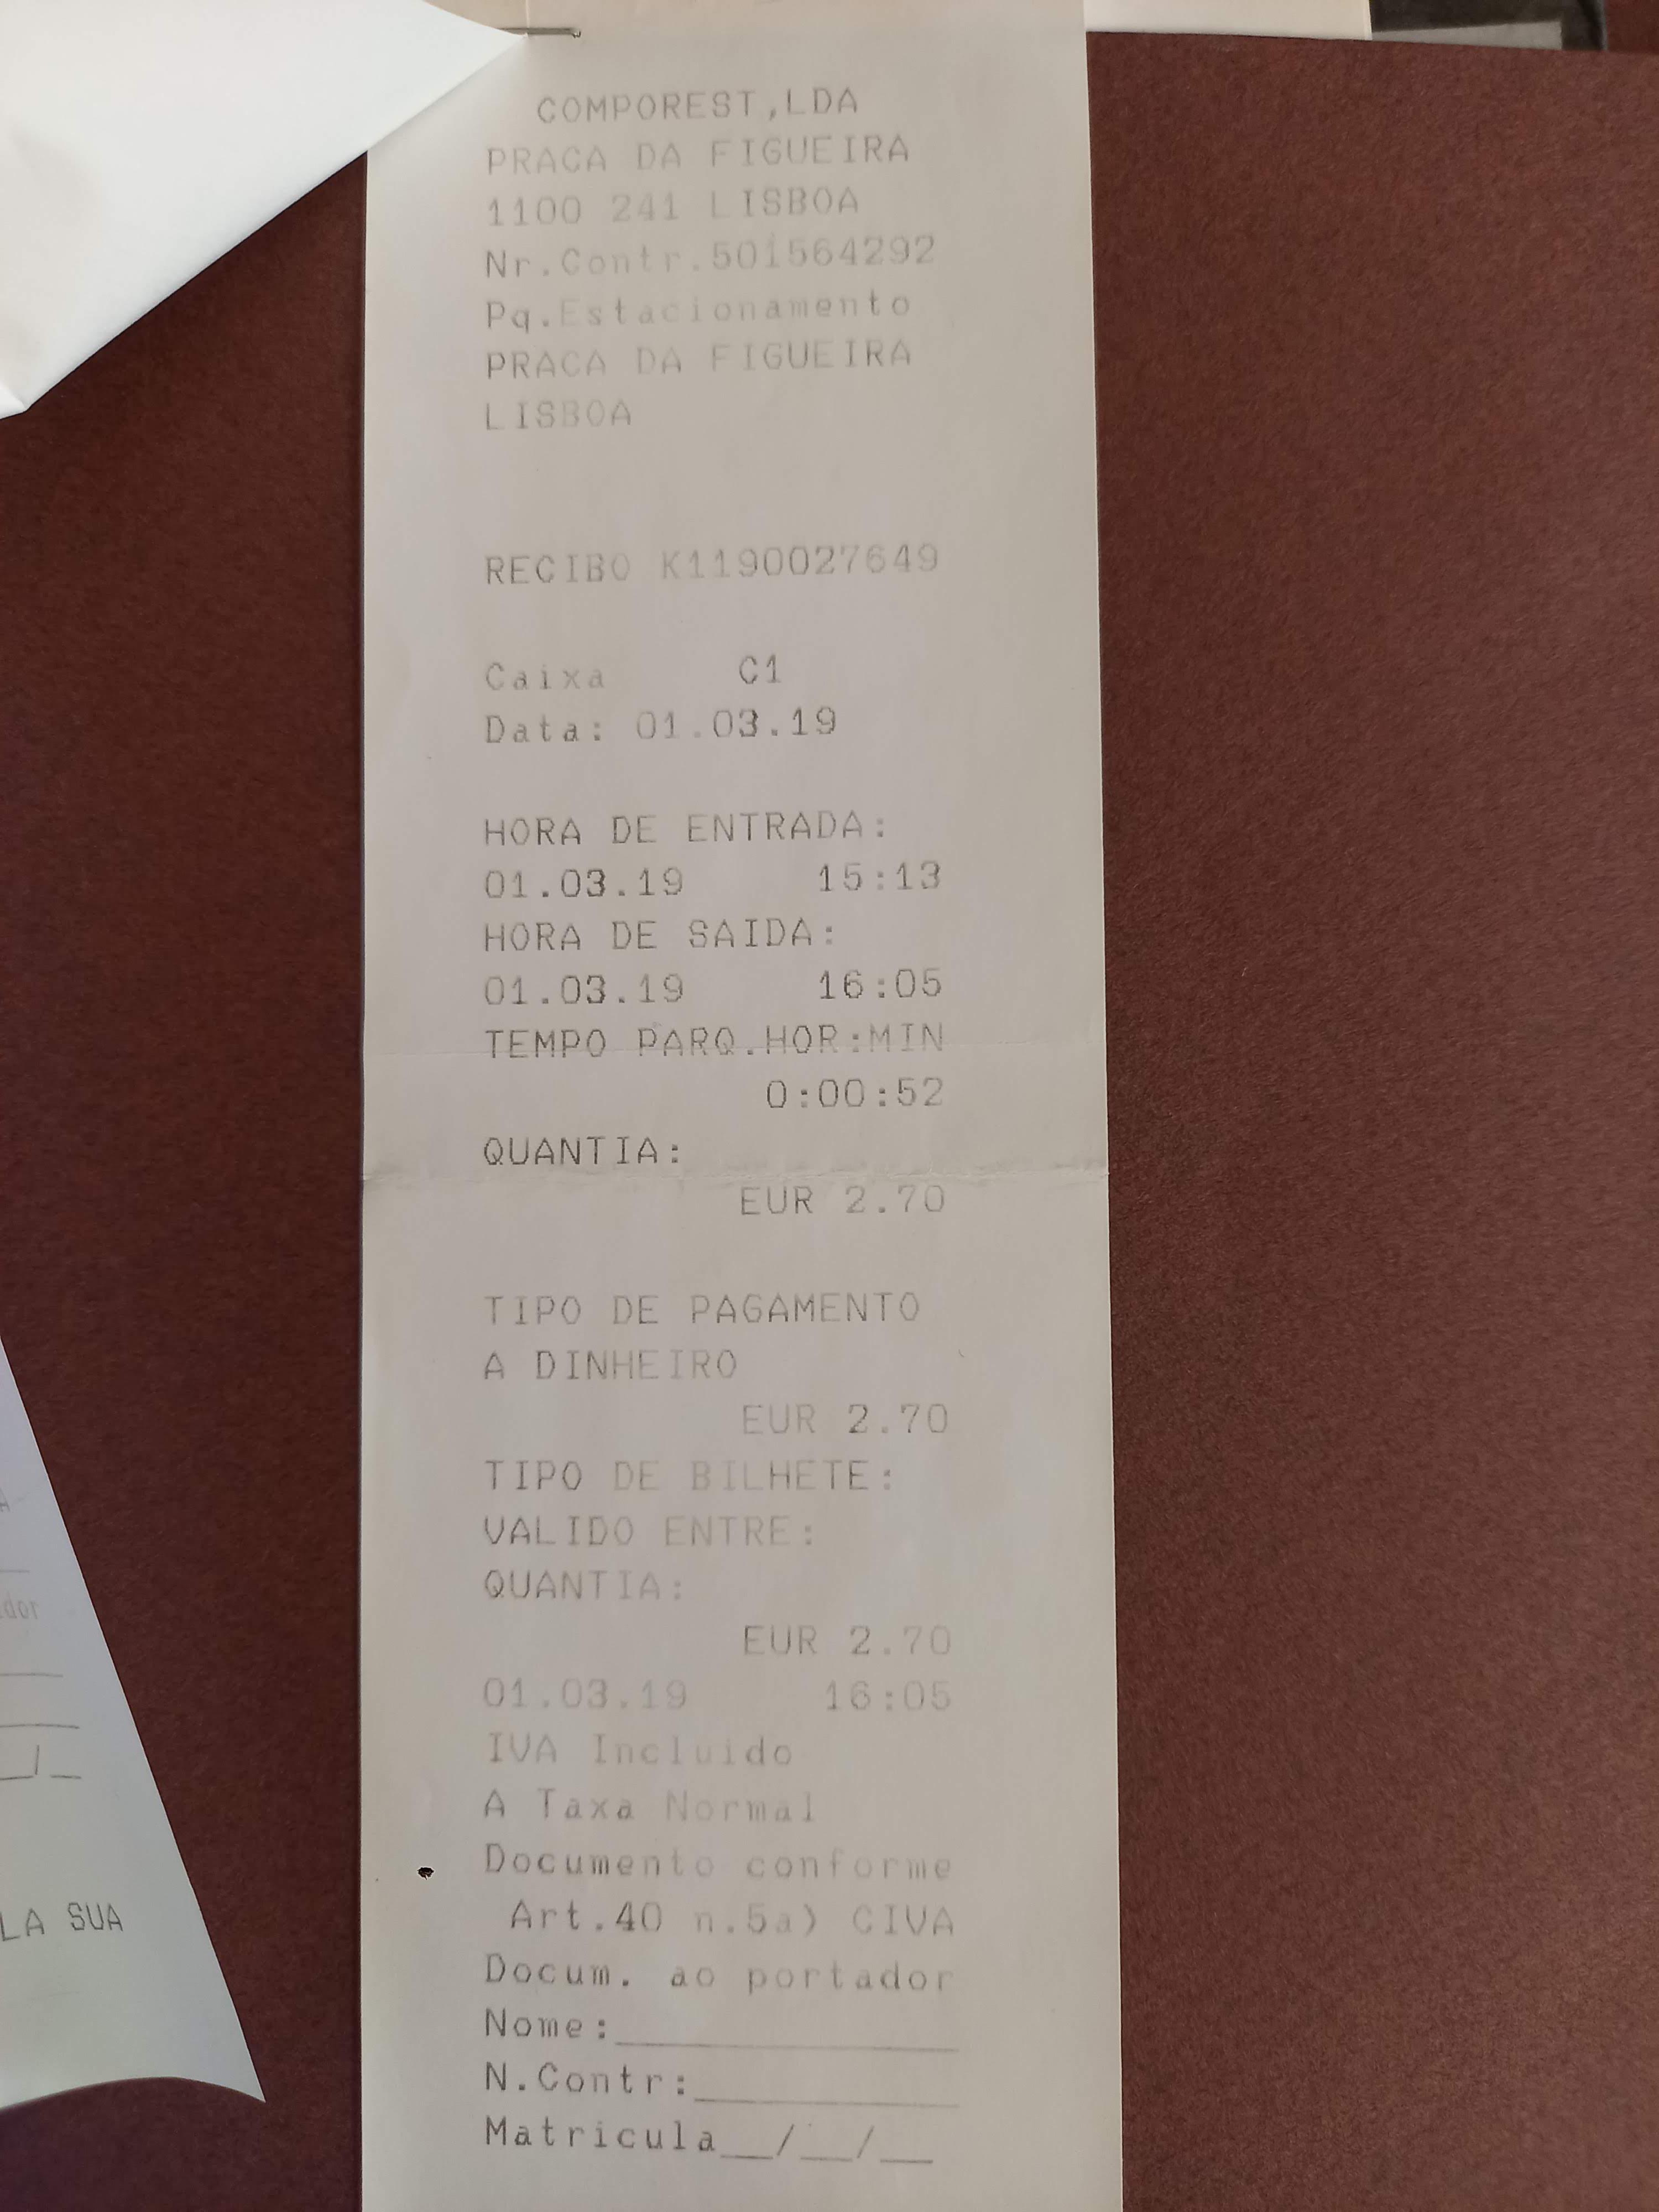 COMPOREST,LDA
PRACA DA FIGUEIRA
1100 241 LISBOA
Nr.Contr.501564292
Pq.Estacionamento
PRACA DA FIGUEIRA
LISBOA
RECIBO K1190027649
Caixa C1
Data: 01.03.19
HORA DE ENTRADA:
01.03.19 15:13
HORA DE SAIDA:
01.03.19 16:05
TEMPO PARQ.HOR:MIN
0:00:52
QUANTIA:
EUR 2.70
TIPO DE PAGAMENTO
A DINHEIRO
EUR 2.70
TIPO DE BILHETE:
VALIDO ENTRE:
QUANTIA:
EUR 2.70
01.03.19 16:05
IVA Incluido
A Taxa Normal
Documento conforme
Art.40 n.5a) CIVA
Docum. ao portador
Nome:_____________
N.Contr:__________
Matricula__/__/__
LA SUA